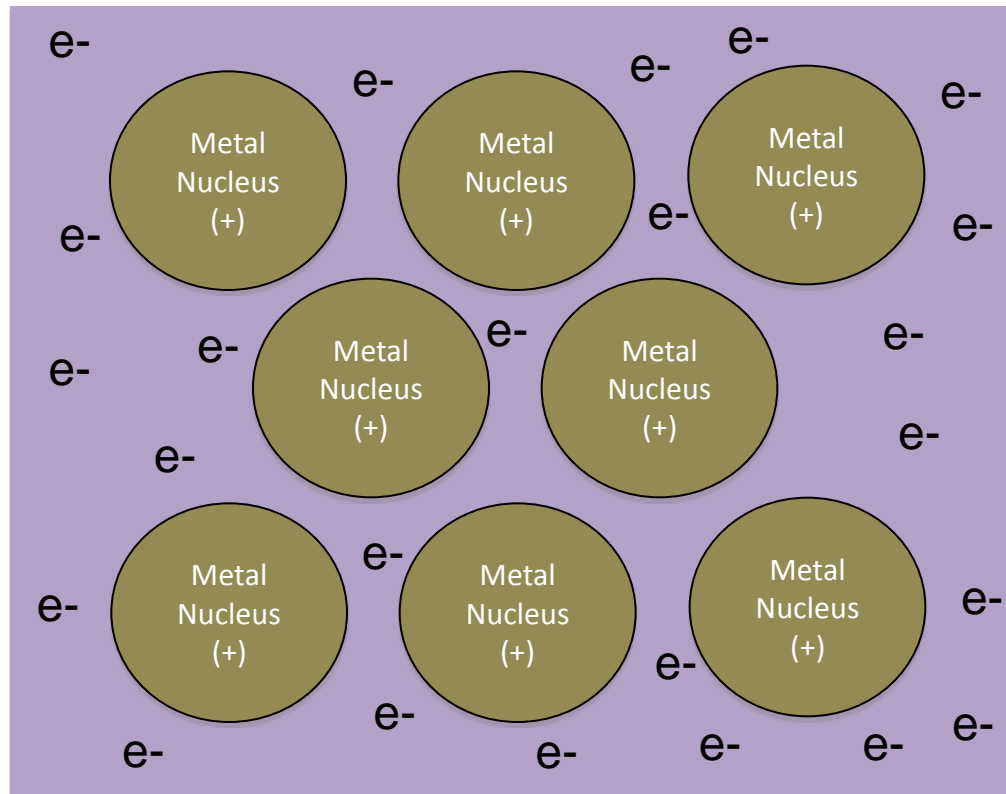 e-
e-
e-
e-
e-
Metal
Nucleus
(+)
Metal
Nucleus
(+)
Metal
Nucleus
(+)
e-
e-
e-
e-
e-
e-
e-
Metal
Nucleus
(+)
Metal
Nucleus
(+)
e-
e-
e-
e-
e-
e-
Metal
Nucleus
(+)
Metal
Nucleus
(+)
Metal
Nucleus
(+)
e-
e-
e-
e-
e-
e-
e-